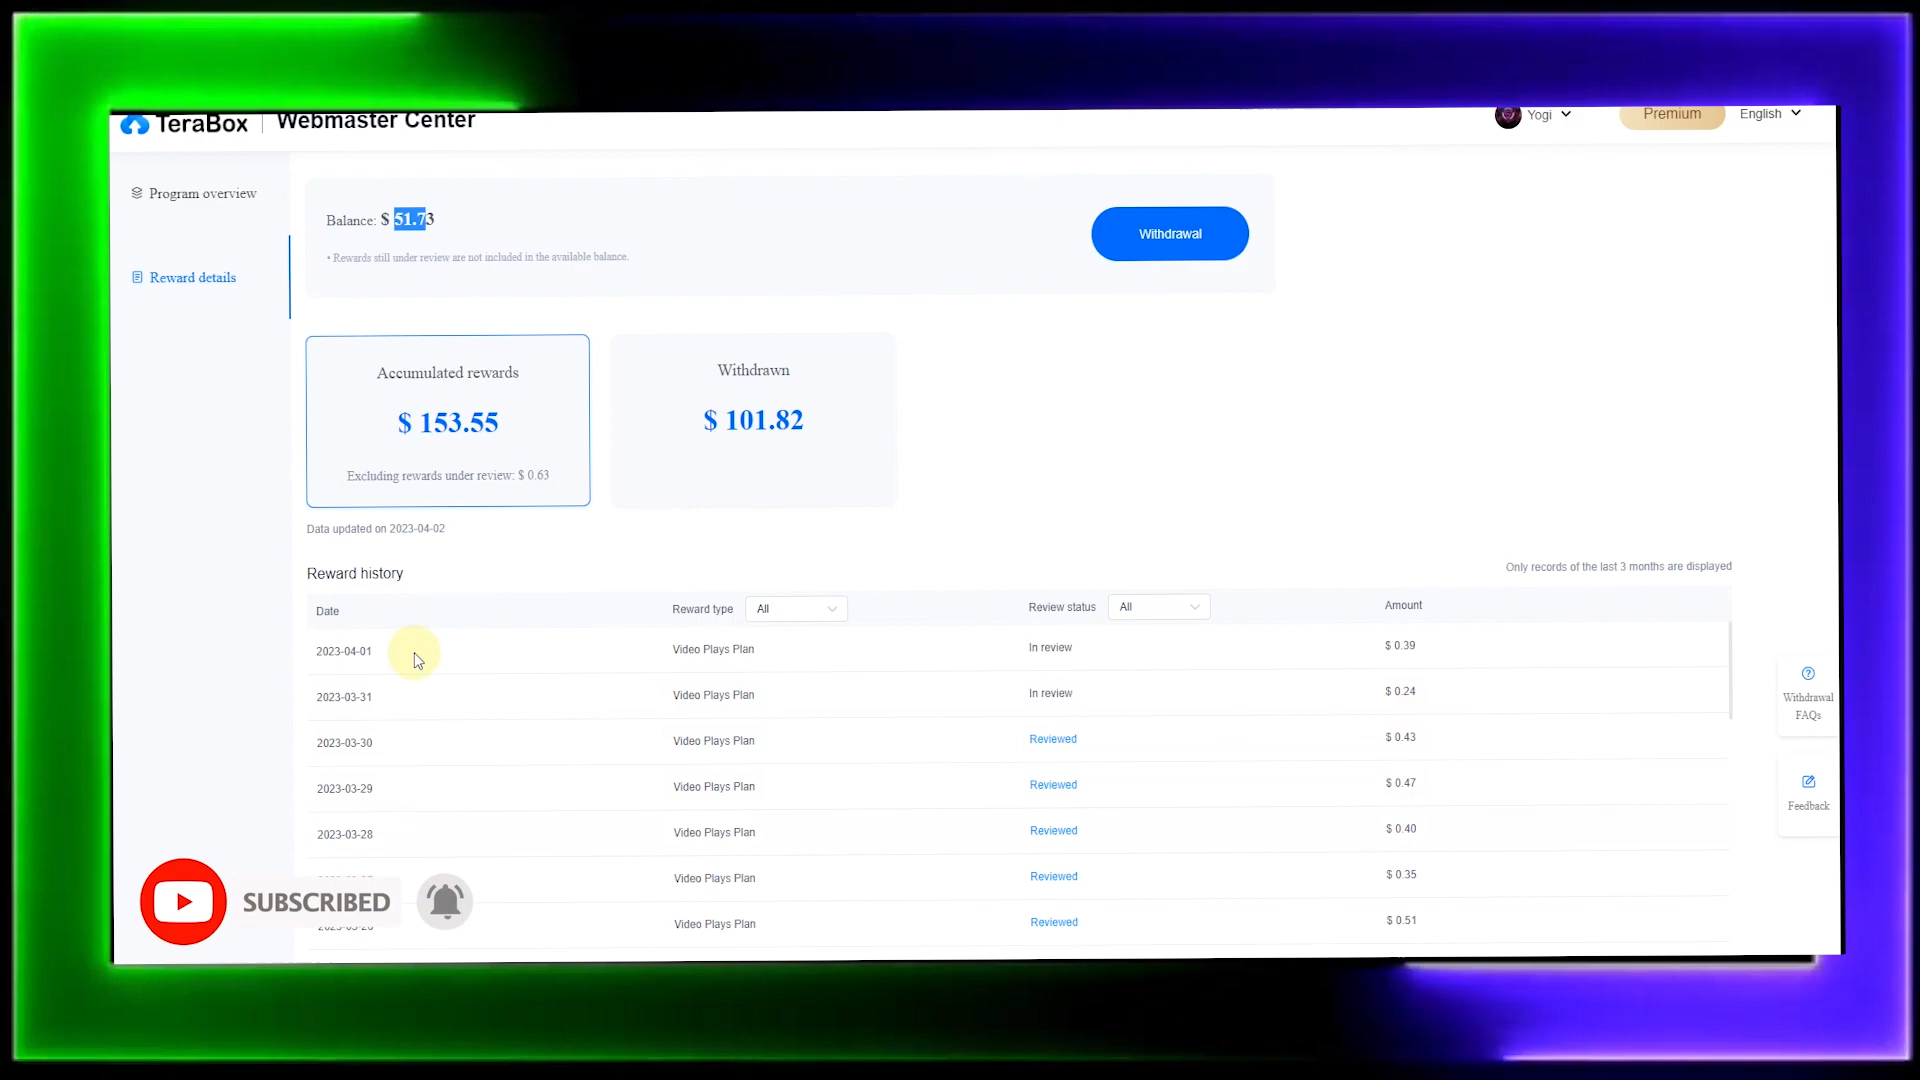 TeraBox | Webmaster Center
Yogi
Premium
English
Program overview
Reward details
Balance: $ 51.73
• Rewards still under review are not included in the available balance.
Withdrawal
Accumulated rewards
$ 153.55
Excluding rewards under review: $ 0.63
Withdrawn
$ 101.82
Data updated on 2023-04-02
Reward history
Only records of the last 3 months are displayed
Date Reward type All Review status All Amount
2023-04-01 Video Plays Plan In review $ 0.39
2023-03-31 Video Plays Plan In review $ 0.24
2023-03-30 Video Plays Plan Reviewed $ 0.43
2023-03-29 Video Plays Plan Reviewed $ 0.47
2023-03-28 Video Plays Plan Reviewed $ 0.40
Video Plays Plan Reviewed $ 0.35
Video Plays Plan Reviewed $ 0.51
Withdrawal
FAQs
Feedback
SUBSCRIBED